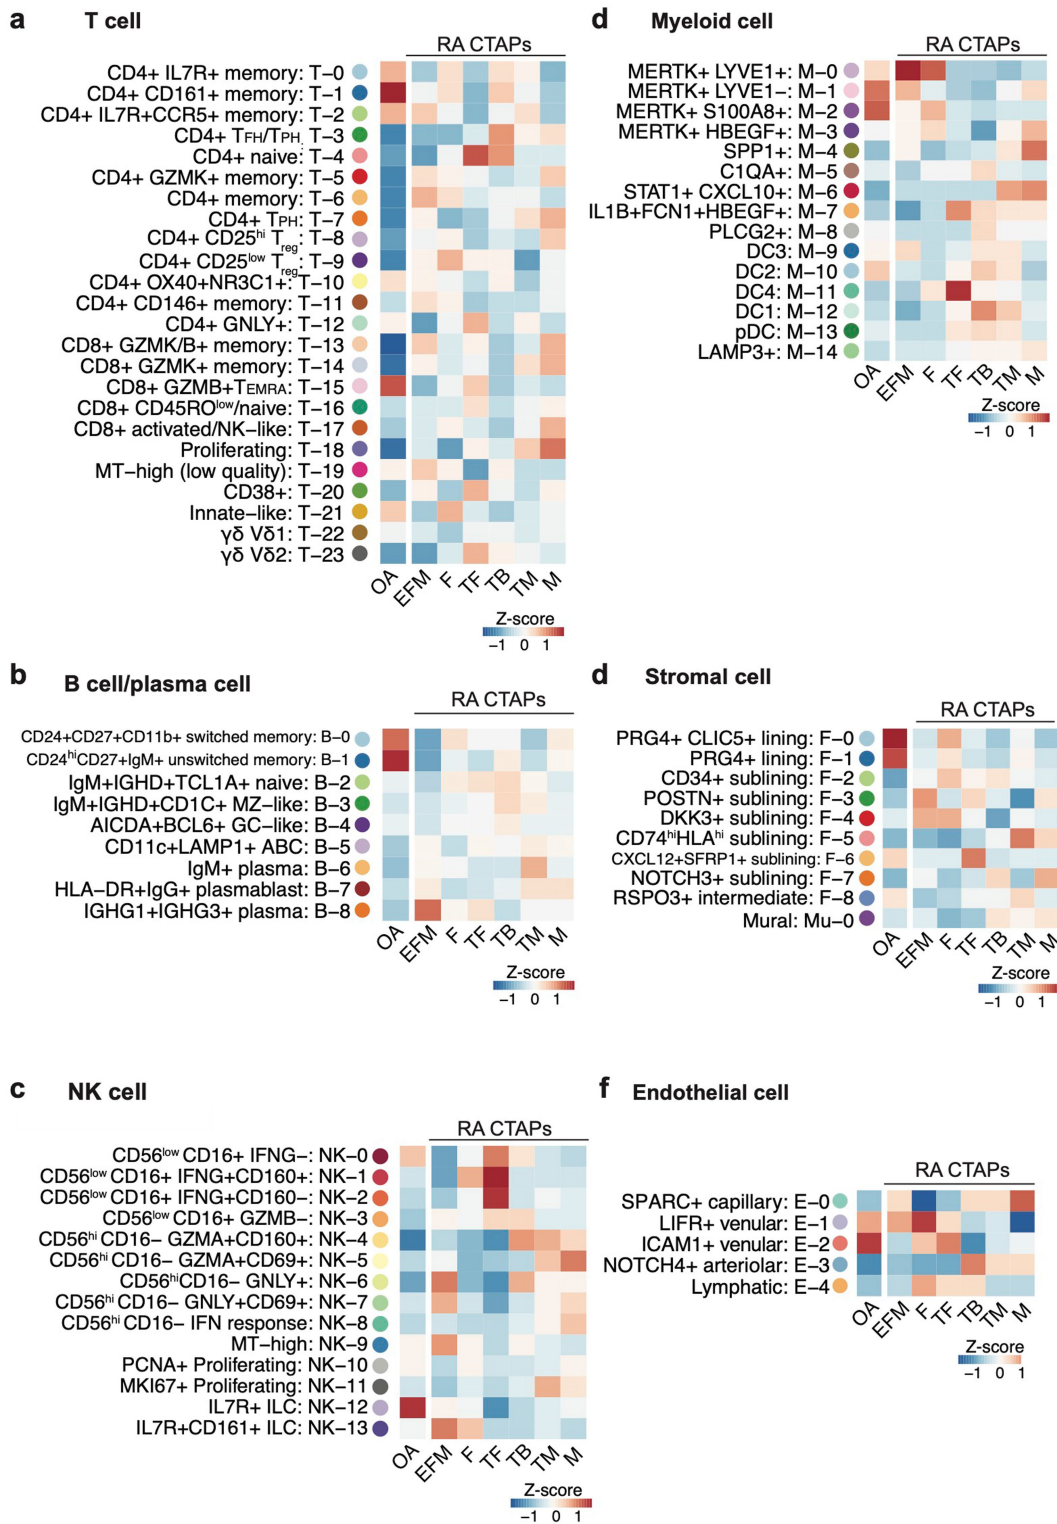 a T cell
RA CTAPs
CD4+ IL7R+ memory: T−0
CD4+ CD161+ memory: T−1
CD4+ IL7R+CCR5+ memory: T−2
CD4+ TFH/TPH: T−3
CD4+ naive: T−4
CD4+ GZMK+ memory: T−5
CD4+ memory: T−6
CD4+ TPH: T−7
CD4+ CD25hi Treg: T−8
CD4+ CD25low Treg: T−9
CD4+ OX40+NR3C1+: T−10
CD4+ CD146+ memory: T−11
CD4+ GNLY+: T−12
CD8+ GZMK/B+ memory: T−13
CD8+ GZMK+ memory: T−14
CD8+ GZMB+TEMRA: T−15
CD8+ CD45ROlow/naive: T−16
CD8+ activated/NK−like: T−17
Proliferating: T−18
MT−high (low quality): T−19
CD38+: T−20
Innate−like: T−21
γδ Vδ1: T−22
γδ Vδ2: T−23
OA EFM F TF TB TM M
Z−score
−1 0 1
d Myeloid cell
RA CTAPs
MERTK+ LYVE1+: M−0
MERTK+ LYVE1−: M−1
MERTK+ S100A8+: M−2
MERTK+ HBEGF+: M−3
SPP1+: M−4
C1QA+: M−5
STAT1+ CXCL10+: M−6
IL1B+FCN1+HBEGF+: M−7
PLCG2+: M−8
DC3: M−9
DC2: M−10
DC4: M−11
DC1: M−12
pDC: M−13
LAMP3+: M−14
OA EFM F TF TB TM M
Z−score
−1 0 1
b B cell/plasma cell
RA CTAPs
CD24+CD27+CD11b+ switched memory: B−0
CD24hiCD27+IgM+ unswitched memory: B−1
IgM+IGHD+TCL1A+ naive: B−2
IgM+IGHD+CD1C+ MZ−like: B−3
AICDA+BCL6+ GC−like: B−4
CD11c+LAMP1+ ABC: B−5
IgM+ plasma: B−6
HLA−DR+IgG+ plasmablast: B−7
IGHG1+IGHG3+ plasma: B−8
OA EFM F TF TB TM M
Z−score
−1 0 1
d Stromal cell
RA CTAPs
PRG4+ CLIC5+ lining: F−0
PRG4+ lining: F−1
CD34+ sublining: F−2
POSTN+ sublining: F−3
DKK3+ sublining: F−4
CD74hiHLAhi sublining: F−5
CXCL12+SFRP1+ sublining: F−6
NOTCH3+ sublining: F−7
RSPO3+ intermediate: F−8
Mural: Mu−0
OA EFM F TF TB TM M
Z−score
−1 0 1
c NK cell
RA CTAPs
CD56low CD16+ IFNG−: NK−0
CD56low CD16+ IFNG+CD160+: NK−1
CD56low CD16+ IFNG+CD160−: NK−2
CD56low CD16+ GZMB−: NK−3
CD56hi CD16− GZMA+CD160+: NK−4
CD56hi CD16− GZMA+CD69+: NK−5
CD56hiCD16− GNLY+: NK−6
CD56hi CD16− GNLY+CD69+: NK−7
CD56hi CD16− IFN response: NK−8
MT−high: NK−9
PCNA+ Proliferating: NK−10
MKI67+ Proliferating: NK−11
IL7R+ ILC: NK−12
IL7R+CD161+ ILC: NK−13
OA EFM F TF TB TM M
Z−score
−1 0 1
f Endothelial cell
RA CTAPs
SPARC+ capillary: E−0
LIFR+ venular: E−1
ICAM1+ venular: E−2
NOTCH4+ arteriolar: E−3
Lymphatic: E−4
OA EFM F TF TB TM M
Z−score
−1 0 1